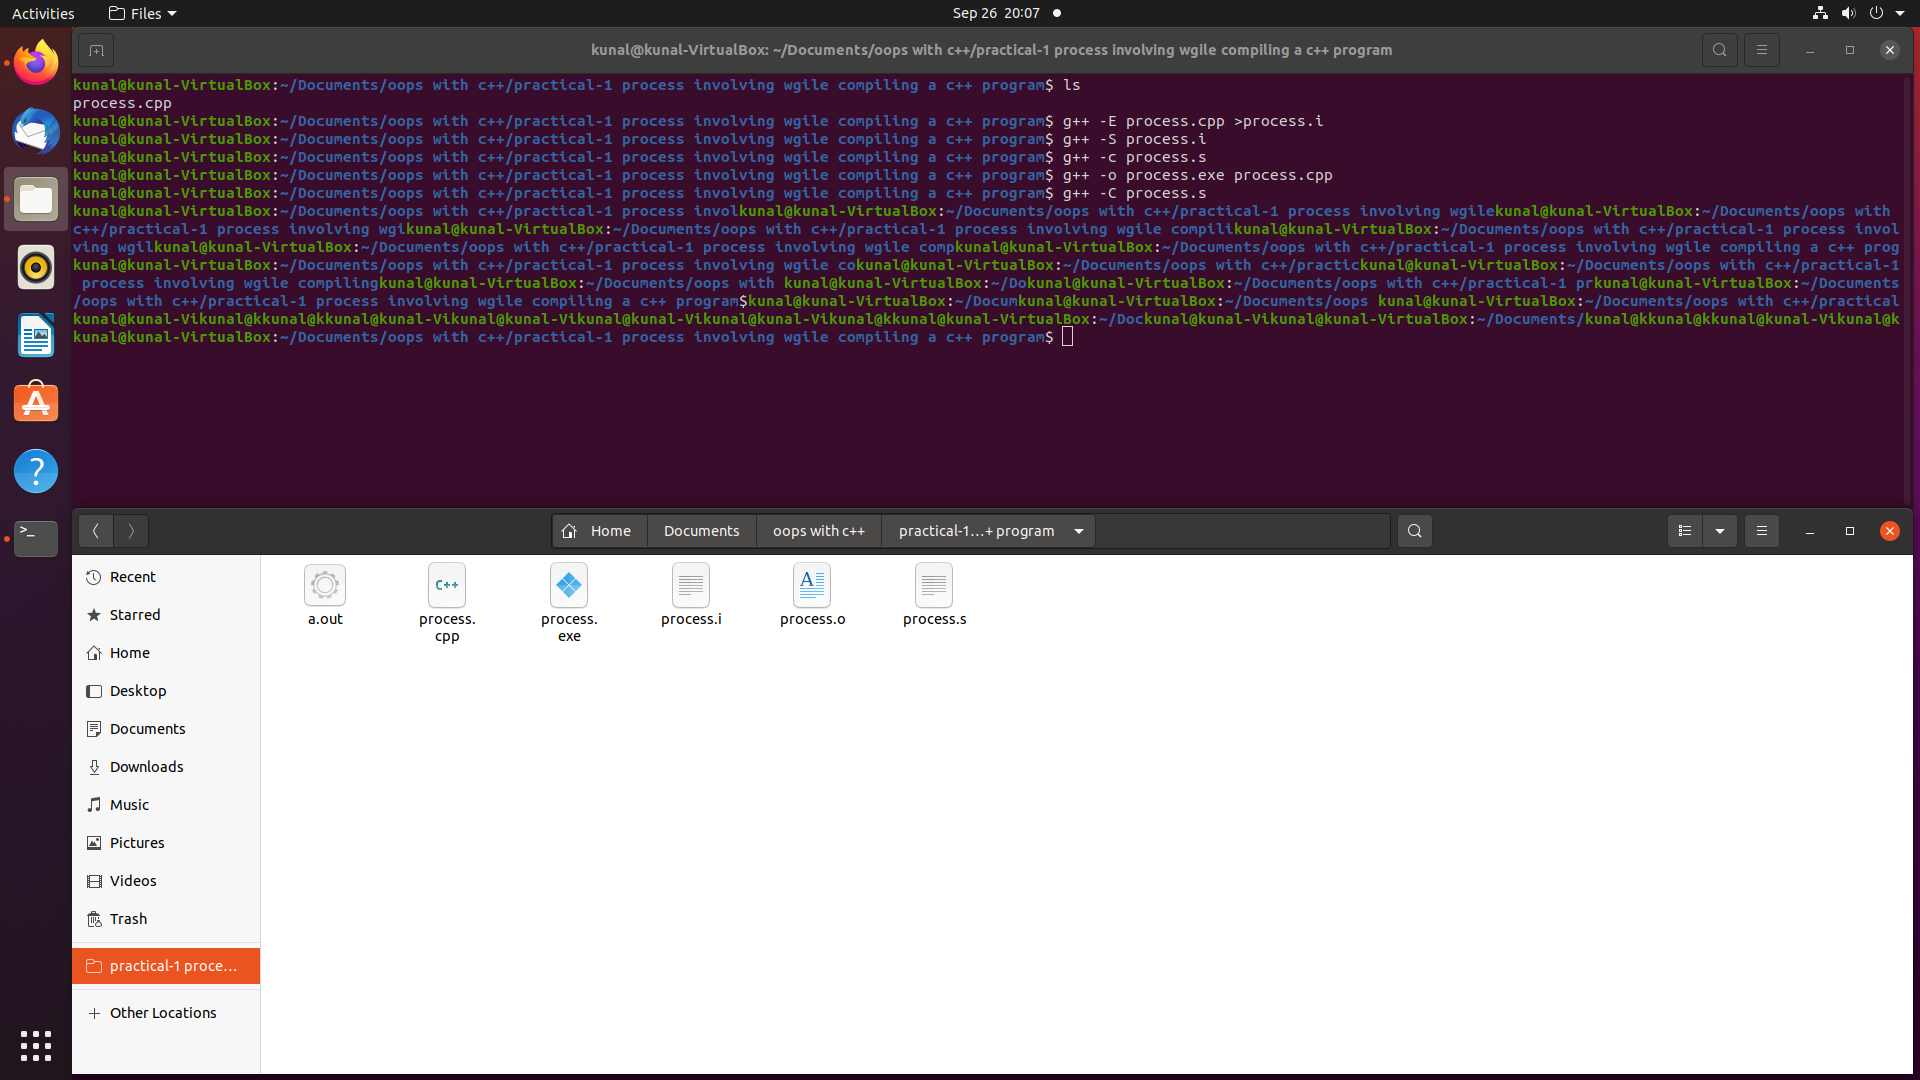 Activities
Files
Sep 26 20:07
kunal@kunal-VirtualBox: ~/Documents/oops with c++/practical-1 process involving wgile compiling a c++ program
kunal@kunal-VirtualBox:~/Documents/oops with c++/practical-1 process involving wgile compiling a c++ program$ ls
process.cpp
kunal@kunal-VirtualBox:~/Documents/oops with c++/practical-1 process involving wgile compiling a c++ program$ g++ -E process.cpp >process.i
kunal@kunal-VirtualBox:~/Documents/oops with c++/practical-1 process involving wgile compiling a c++ program$ g++ -S process.i
kunal@kunal-VirtualBox:~/Documents/oops with c++/practical-1 process involving wgile compiling a c++ program$ g++ -c process.s
kunal@kunal-VirtualBox:~/Documents/oops with c++/practical-1 process involving wgile compiling a c++ program$ g++ -o process.exe process.cpp
kunal@kunal-VirtualBox:~/Documents/oops with c++/practical-1 process involving wgile compiling a c++ program$ g++ -C process.s
kunal@kunal-VirtualBox:~/Documents/oops with c++/practical-1 process involkunal@kunal-VirtualBox:~/Documents/oops with c++/practical-1 process involving wgilekunal@kunal-VirtualBox:~/Documents/oops with
c++/practical-1 process involving wgikunal@kunal-VirtualBox:~/Documents/oops with c++/practical-1 process involving wgile compilikunal@kunal-VirtualBox:~/Documents/oops with c++/practical-1 process invol
ving wgilkunal@kunal-VirtualBox:~/Documents/oops with c++/practical-1 process involving wgile compkunal@kunal-VirtualBox:~/Documents/oops with c++/practical-1 process involving wgile compiling a c++ prog
kunal@kunal-VirtualBox:~/Documents/oops with c++/practical-1 process involving wgile cokunal@kunal-VirtualBox:~/Documents/oops with c++/practickunal@kunal-VirtualBox:~/Documents/oops with c++/practical-1
process involving wgile compilingkunal@kunal-VirtualBox:~/Documents/oops with kunal@kunal-VirtualBox:~/Dokunal@kunal-VirtualBox:~/Documents/oops with c++/practical-1 prkunal@kunal-VirtualBox:~/Documents
/oops with c++/practical-1 process involving wgile compiling a c++ program$kunal@kunal-VirtualBox:~/Documkunal@kunal-VirtualBox:~/Documents/oops kunal@kunal-VirtualBox:~/Documents/oops with c++/practical
kunal@kunal-Vikunal@kkunal@kkunal@kunal-Vikunal@kunal-Vikunal@kunal-Vikunal@kunal-Vikunal@kkunal@kunal-VirtualBox:~/Dockunal@kunal-Vikunal@kunal-VirtualBox:~/Documents/kunal@kkunal@kkunal@kunal-Vikunal@k
kunal@kunal-VirtualBox:~/Documents/oops with c++/practical-1 process involving wgile compiling a c++ program$
Home
Documents
oops with c++
practical-1...+ program
Recent
Starred
Home
Desktop
Documents
Downloads
Music
Pictures
Videos
Trash
practical-1 proce...
Other Locations
a.out
C++
process.
cpp
process.
exe
process.i
A
process.o
process.s